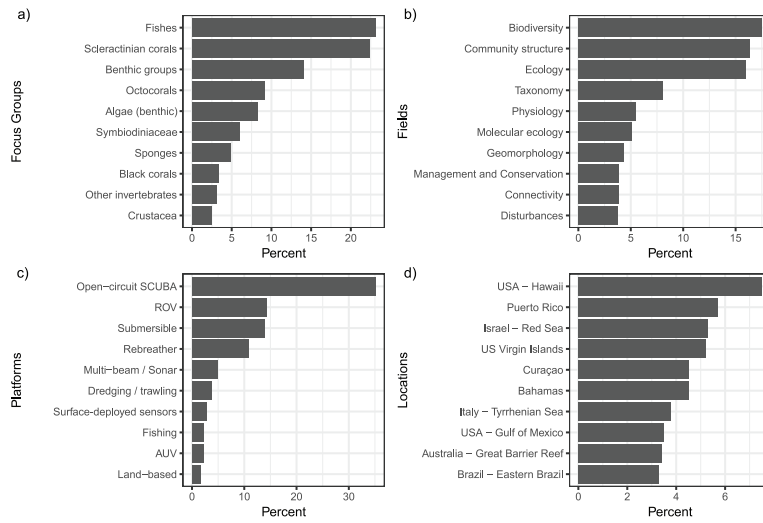 a)
Focus Groups
Fishes
Scleractinian corals
Benthic groups
Octocorals
Algae (benthic)
Symbiodiniaceae
Sponges
Black corals
Other invertebrates
Crustacea
0 5 10 15 20
Percent
b)
Fields
Biodiversity
Community structure
Ecology
Taxonomy
Physiology
Molecular ecology
Geomorphology
Management and Conservation
Connectivity
Disturbances
0 5 10 15
Percent
c)
Platforms
Open−circuit SCUBA
ROV
Submersible
Rebreather
Multi−beam / Sonar
Dredging / trawling
Surface−deployed sensors
Fishing
AUV
Land−based
0 10 20 30
Percent
d)
Locations
USA − Hawaii
Puerto Rico
Israel − Red Sea
US Virgin Islands
Curaçao
Bahamas
Italy − Tyrrhenian Sea
USA − Gulf of Mexico
Australia − Great Barrier Reef
Brazil − Eastern Brazil
0 2 4 6
Percent